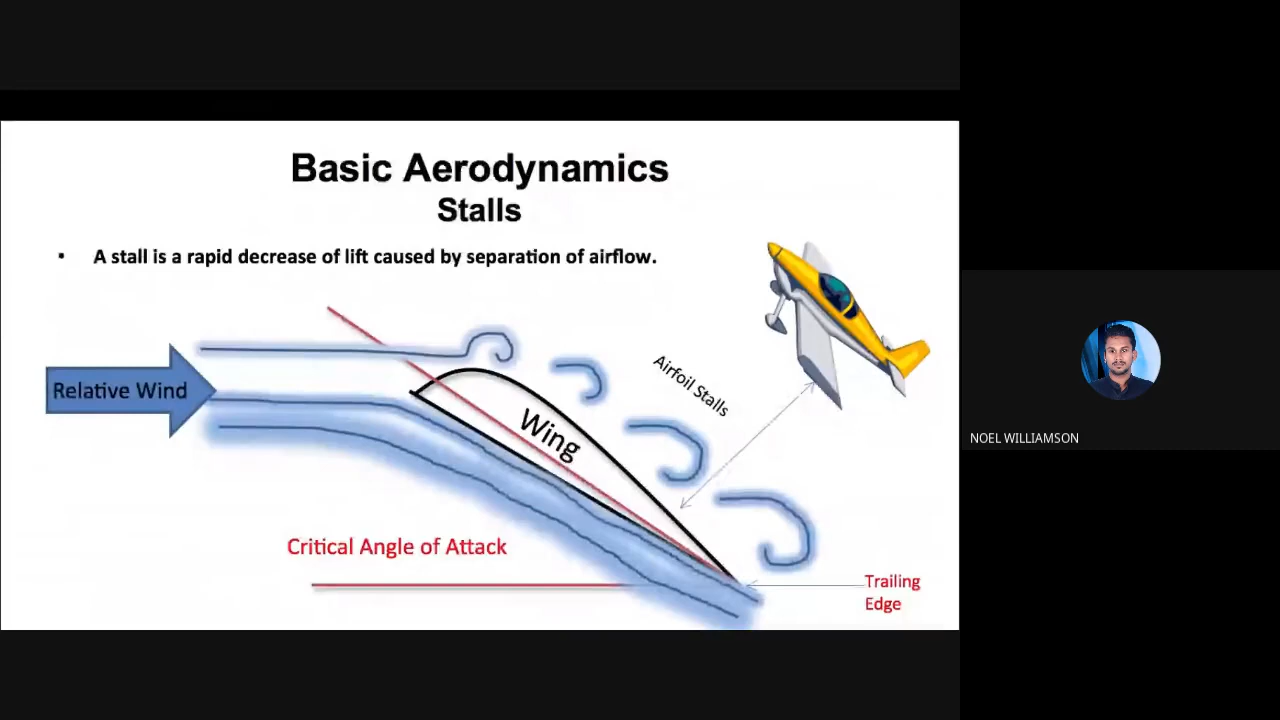 Basic Aerodynamics
Stalls
▪ A stall is a rapid decrease of lift caused by separation of airflow.
Relative Wind
Airfoil Stalls
Wing
NOEL WILLIAMSON
Critical Angle of Attack
Trailing
Edge